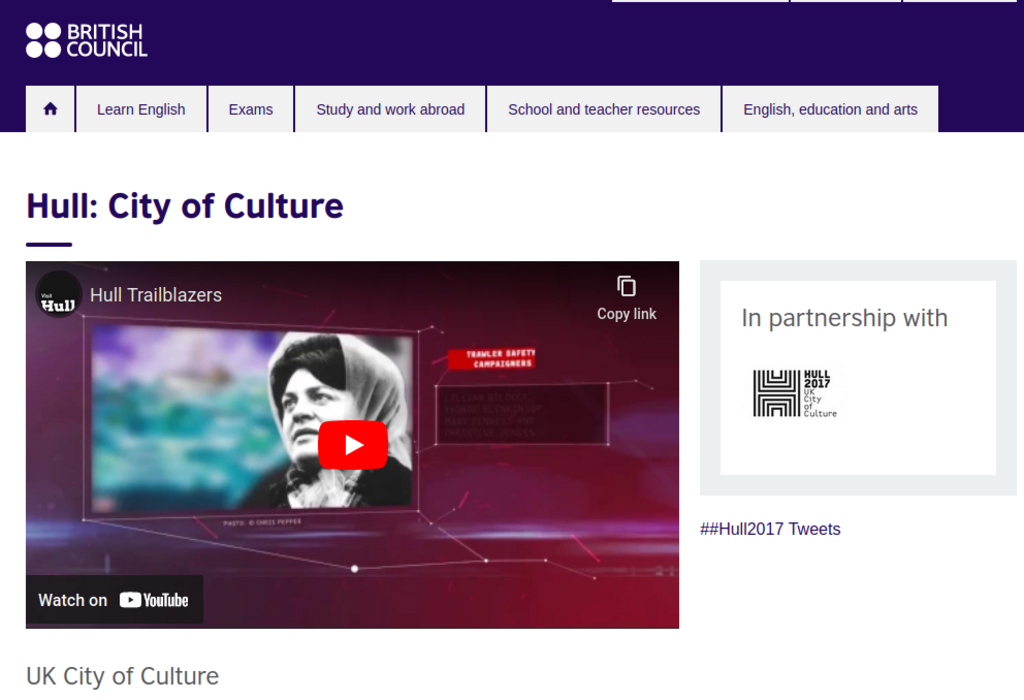 BRITISH
COUNCIL
Learn English
Exams
Study and work abroad
School and teacher resources
English, education and arts
Hull: City of Culture
Visit
Hull
Hull Trailblazers
Copy link
TRAWLER SAFETY
CAMPAIGNERS
PHOTO: © CHRIS PEPPER
Watch on YouTube
In partnership with
HULL
2017
UK
City
of
Culture
##Hull2017 Tweets
UK City of Culture